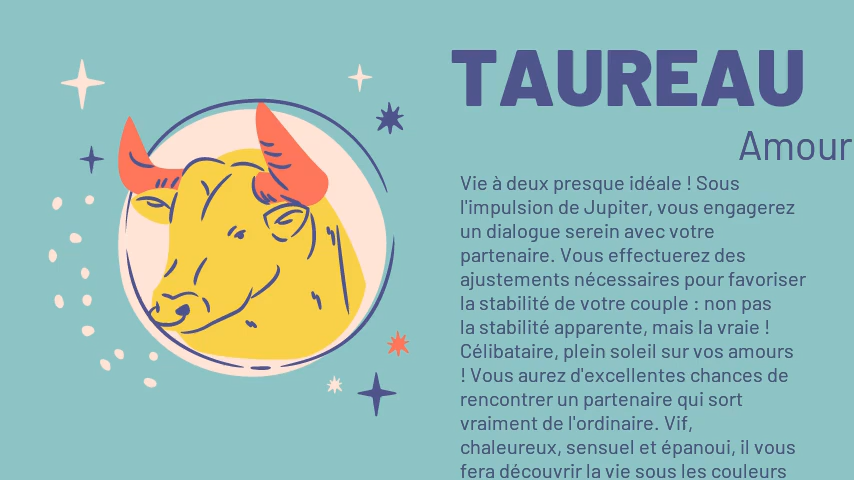 TAUREAU
Amour
Vie à deux presque idéale ! Sous
l'impulsion de Jupiter, vous engagerez
un dialogue serein avec votre
partenaire. Vous effectuerez des
ajustements nécessaires pour favoriser
la stabilité de votre couple : non pas
la stabilité apparente, mais la vraie !
Célibataire, plein soleil sur vos amours
! Vous aurez d'excellentes chances de
rencontrer un partenaire qui sort
vraiment de l'ordinaire. Vif,
chaleureux, sensuel et épanoui, il vous
fera découvrir la vie sous les couleurs